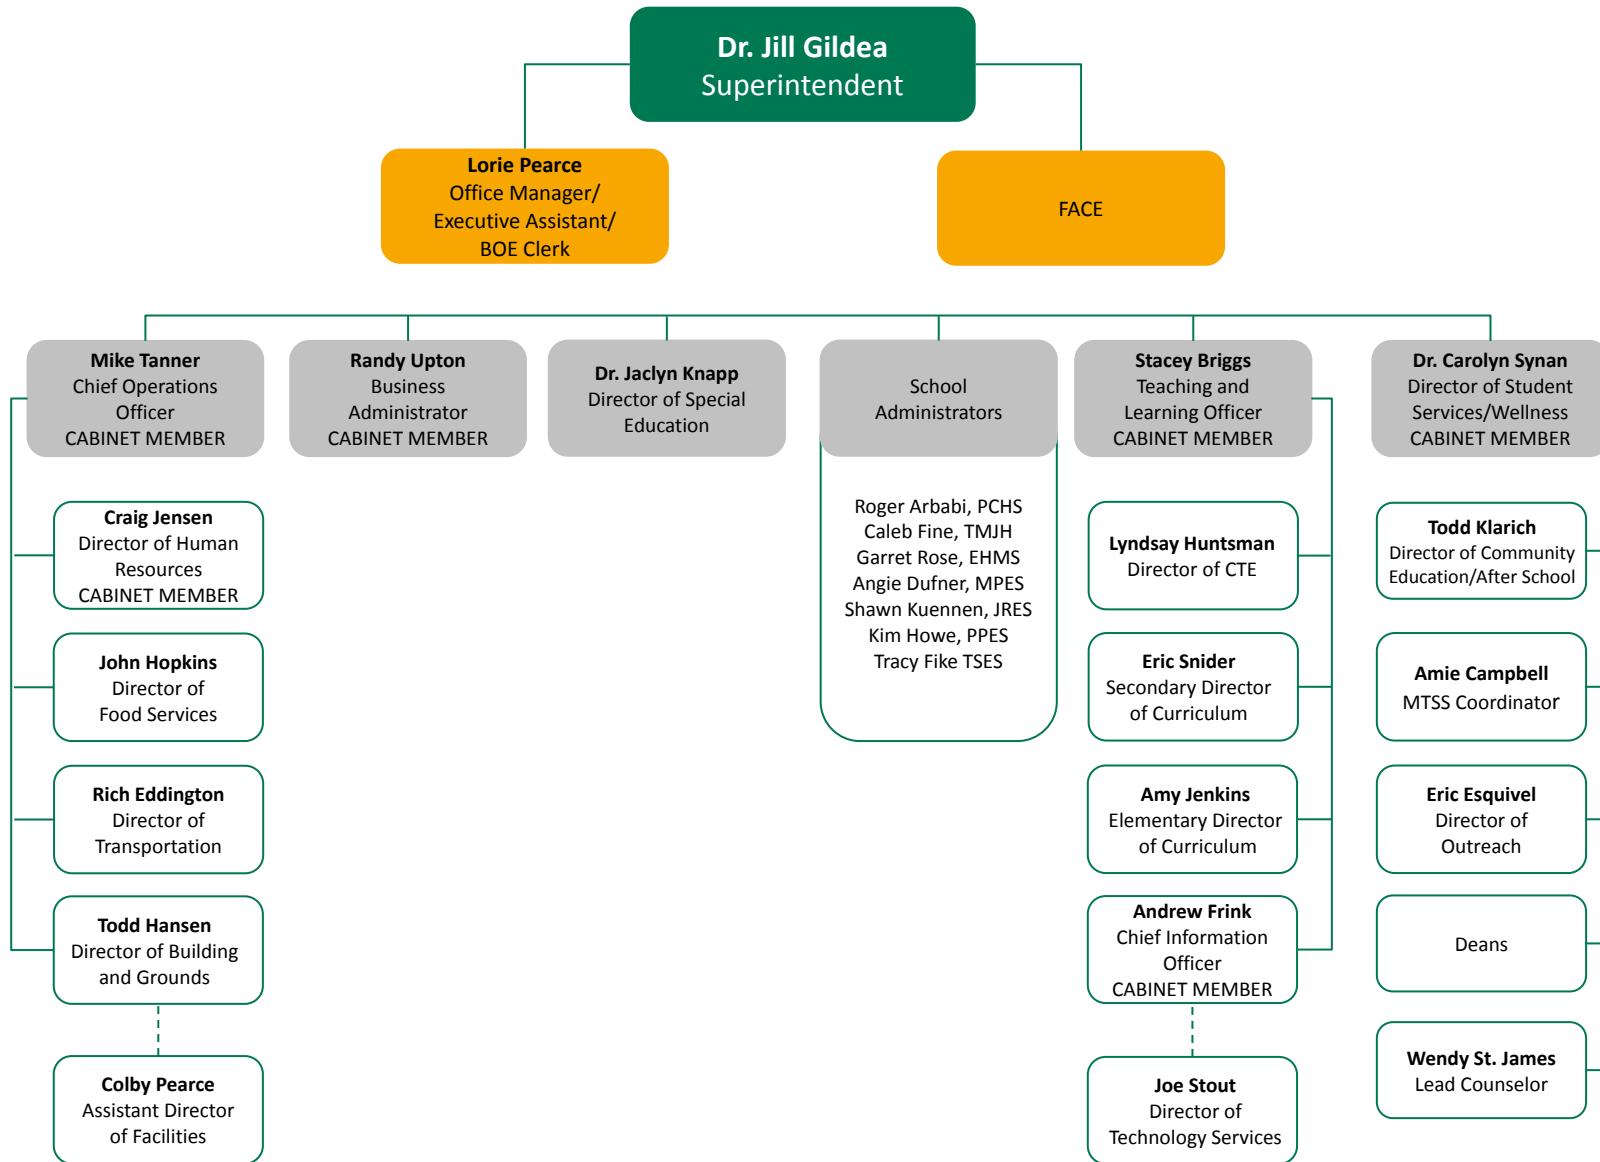 Dr. Jill Gildea
Superintendent
Lorie Pearce
Office Manager/
Executive Assistant/
BOE Clerk
FACE
Mike Tanner
Chief Operations
Officer
CABINET MEMBER
Randy Upton
Business
Administrator
CABINET MEMBER
Dr. Jaclyn Knapp
Director of Special
Education
School
Administrators
Stacey Briggs
Teaching and
Learning Officer
CABINET MEMBER
Dr. Carolyn Synan
Director of Student
Services/Wellness
CABINET MEMBER
Craig Jensen
Director of Human
Resources
CABINET MEMBER
John Hopkins
Director of
Food Services
Rich Eddington
Director of
Transportation
Todd Hansen
Director of Building
and Grounds
Colby Pearce
Assistant Director
of Facilities
Roger Arbabi, PCHS
Caleb Fine, TMJH
Garret Rose, EHMS
Angie Dufner, MPES
Shawn Kuennen, JRES
Kim Howe, PPES
Tracy Fike TSES
Lyndsay Huntsman
Director of CTE
Eric Snider
Secondary Director
of Curriculum
Amy Jenkins
Elementary Director
of Curriculum
Andrew Frink
Chief Information
Officer
CABINET MEMBER
Joe Stout
Director of
Technology Services
Todd Klarich
Director of Community
Education/After School
Amie Campbell
MTSS Coordinator
Eric Esquivel
Director of
Outreach
Deans
Wendy St. James
Lead Counselor